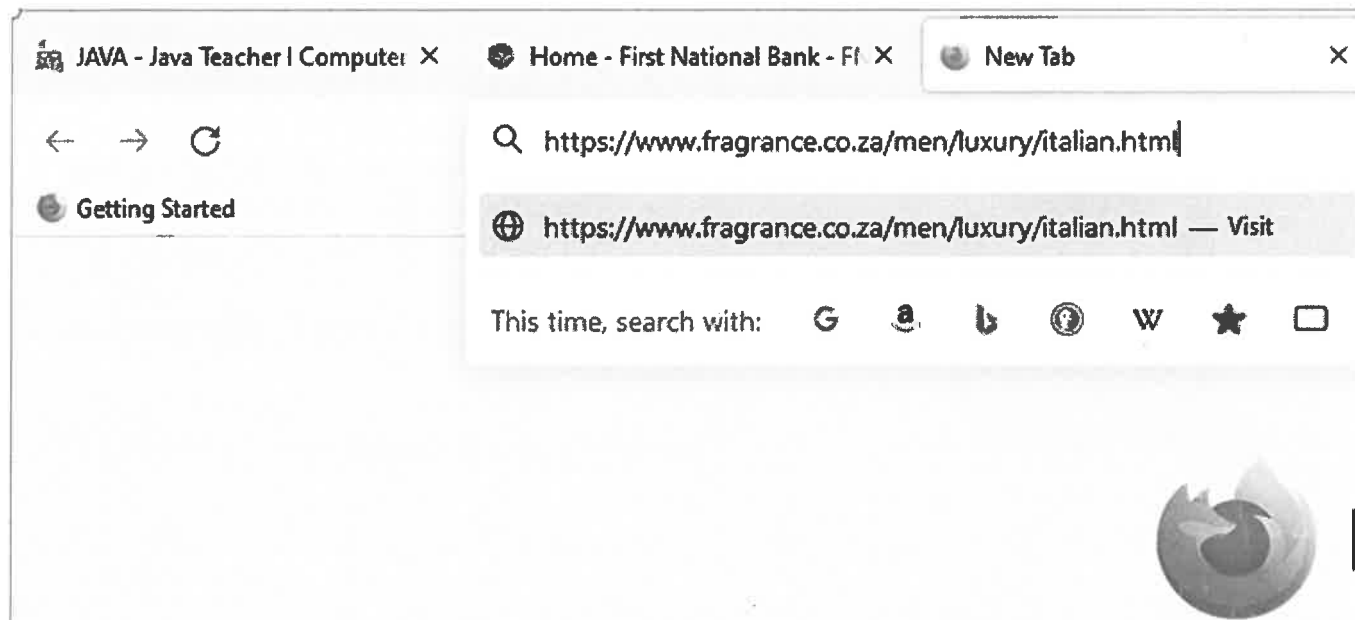 JAVA - Java Teacher I Computer
Home - First National Bank - FN
New Tab
https://www.fragrance.co.za/men/luxury/italian.html
Getting Started
https://www.fragrance.co.za/men/luxury/italian.html — Visit
This time, search with: G a b W